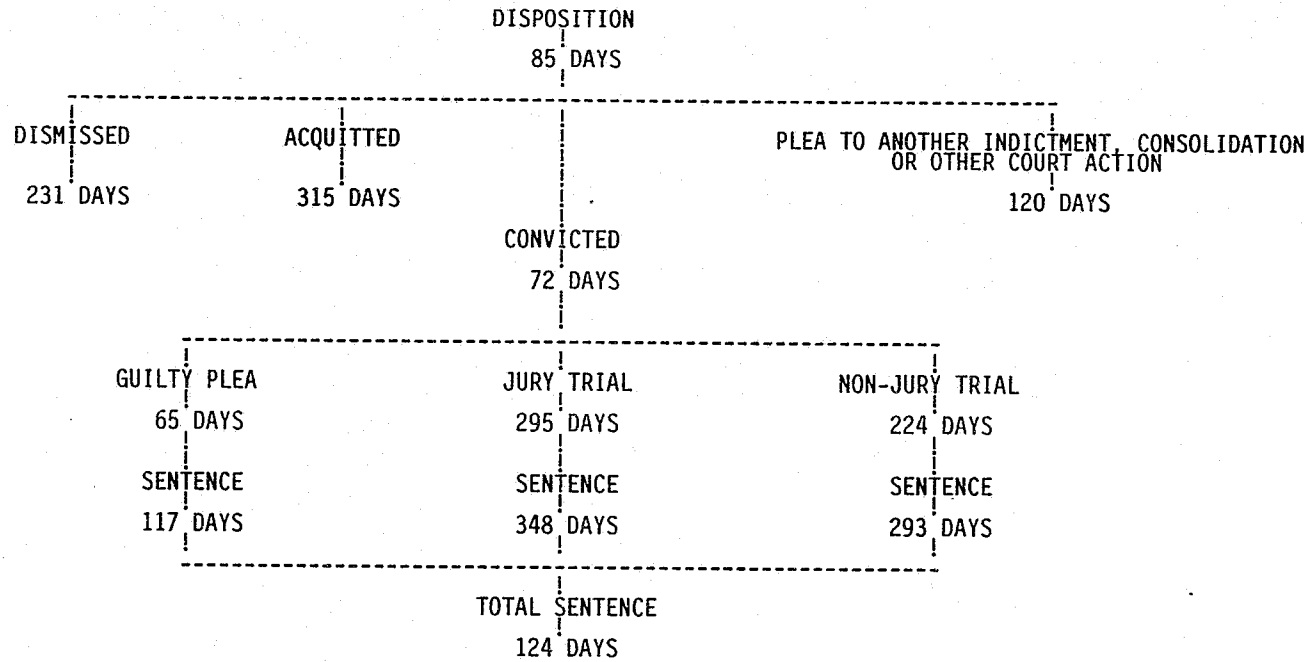 DISPOSITION
85 DAYS
DISMISSED ACQUITTED PLEA TO ANOTHER INDICTMENT, CONSOLIDATION
OR OTHER COURT ACTION
231 DAYS 315 DAYS 120 DAYS
CONVICTED
72 DAYS
GUILTY PLEA JURY TRIAL NON-JURY TRIAL
65 DAYS 295 DAYS 224 DAYS
SENTENCE SENTENCE SENTENCE
117 DAYS 348 DAYS 293 DAYS
TOTAL SENTENCE
124 DAYS